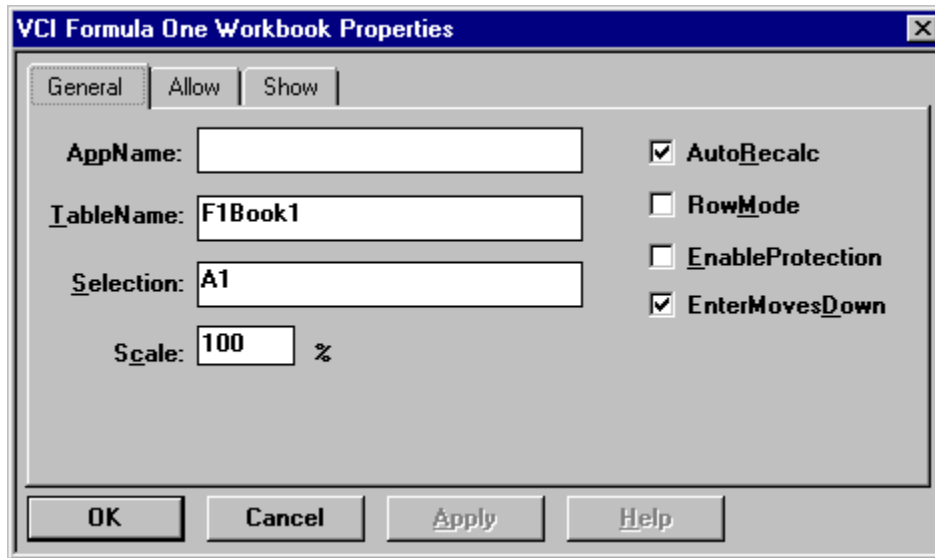 VCI Formula One Workbook Properties
General Allow Show
AppName:
AutoRecalc
TableName: F1Book1
RowMode
Selection: A1
EnableProtection
Scale: 100 %
EnterMovesDown
OK Cancel Apply Help